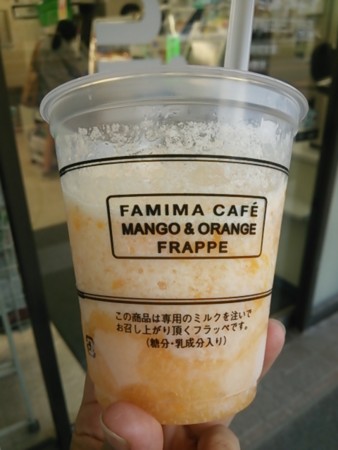 FAMIMA CAFÉ
MANGO & ORANGE
FRAPPE
この商品は専用のミルクを注いで
お召し上がり頂くフラッペです。
(糖分・乳成分入り)